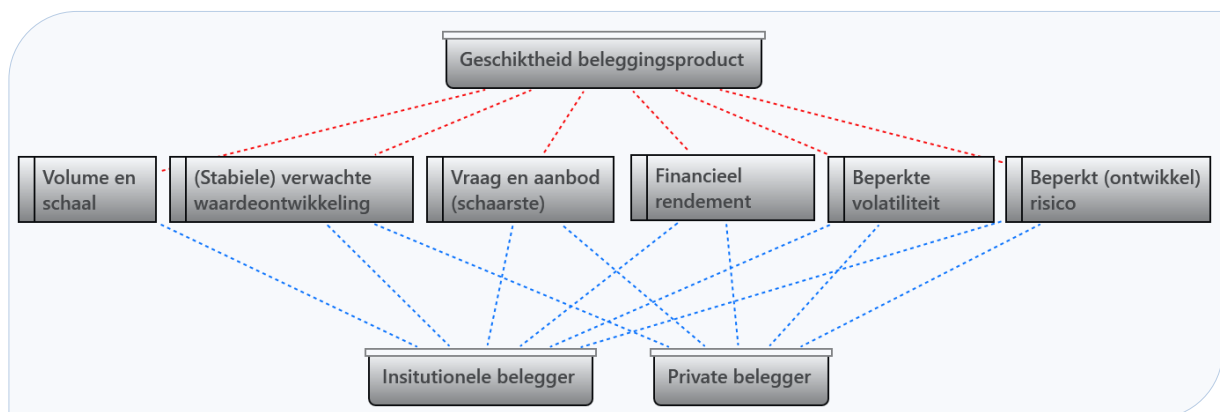 Geschiktheid beleggingsproduct
Volume en
schaal
(Stabiele) verwachte
waardeontwikkeling
Vraag en aanbod
(schaarste)
Financieel
rendement
Beperkte
volatiliteit
Beperkt (ontwikkel)
risico
Insitutionele belegger
Private belegger